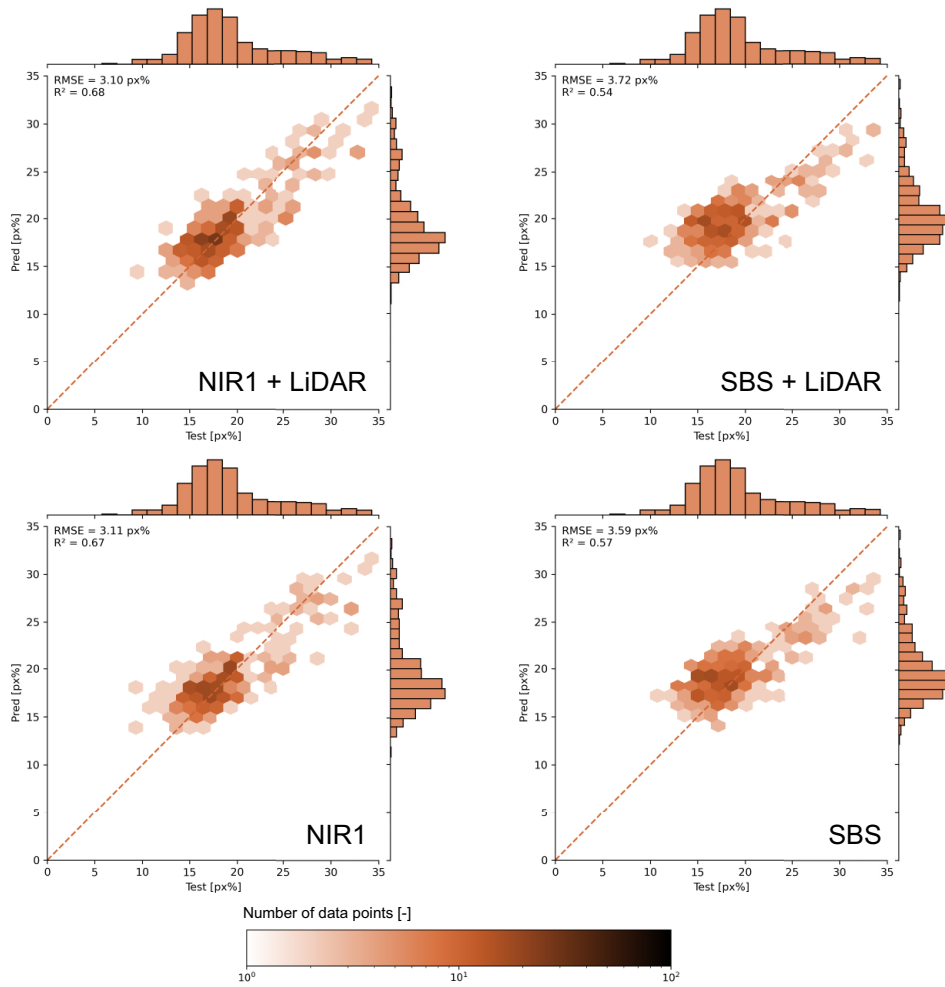 RMSE = 3.10 px%
R² = 0.68
35
30
25
20
15
10
5
0
Pred [px%]
NIR1 + LiDAR
0 5 10 15 20 25 30 35
Test [px%]
RMSE = 3.72 px%
R² = 0.54
35
30
25
20
15
10
5
0
Pred [px%]
SBS + LiDAR
0 5 10 15 20 25 30 35
Test [px%]
RMSE = 3.11 px%
R² = 0.67
35
30
25
20
15
10
5
0
Pred [px%]
NIR1
0 5 10 15 20 25 30 35
Test [px%]
RMSE = 3.59 px%
R² = 0.57
35
30
25
20
15
10
5
0
Pred [px%]
SBS
0 5 10 15 20 25 30 35
Test [px%]
Number of data points [-]
10⁰ 10¹ 10²